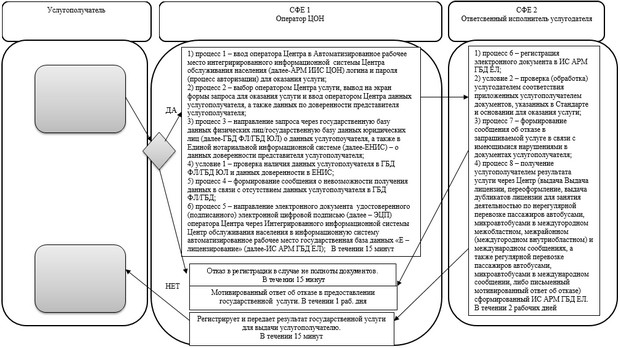 Услугополучатель
СФЕ 1
Оператор ЦОН
СФЕ 2
Ответсвенный исполнитель услугодателя
1) процесс 1 – ввод оператора Центра в Автоматизированное рабочее
место интегрированного информационной системы Центра
обслуживания населения (далее-АРМ ИИС ЦОН) логина и пароля
(процесс авторизации) для оказания услуги;
2) процесс 2 – выбор оператором Центра услуги, вывод на экран
формы запроса для оказания услуги и ввод оператором Центра данных
услугополучателя, а также данных по доверенности представителя
услугополучателя;
3) процесс 3 – направление запроса через государственную базу
данных физический лиц/государственную базу данных юридических
лиц (далее-ГБД ФЛ/ГБД ЮЛ) о данных услугополучателя, а также в
Единой нотариальной информационной системе (далее-ЕНИС) – о
данных доверенности представителя услугополучателя;
4) условие 1 – проверка наличия данных услугополучателя в ГБД
ФЛ/ГБД ЮЛ и данных доверенности в ЕНИС;
5) процесс 4 – формирование сообщения о невозможности получения
данных в связи с отсутствием данных услугополучателя в ГБД
ФЛ/ГБД;
6) процесс 5 – направление электронного документа удостоверенного
(подписанного) электронной цифровой подписью (далее – ЭЦП)
оператора Центра через Интегрированного информационной системы
Центр обслуживания населения в информационную систему
автоматизированное рабочее место государственная база данных «Е –
лицензирование» (далее-ИС АРМ ГБД ЕЛ); В течении 15 минут
ДА
НЕТ
Отказ в регистрации в случае не полноты документов.
В течении 15 минут
Мотивированный ответ об отказе в предоставлении
государственной услуги. В течении 1 раб. дня
Регистрирует и передает результат государственной услуги
для выдачи услугополучателю.
В течении 15 минут
1) процесс 6 – регистрация
электронного документа в ИС АРМ
ГБД ЕЛ;
2) условие 2 – проверка (обработка)
услугодателем соответствия
приложенных услугополучателем
документов, указанных в Стандарте
и основании для оказания услуги;
3) процесс 7 – формирование
сообщения об отказе в
запрашиваемой услуге в связи с
имеющимися нарушениями в
документах услугополучателя;
4) процесс 8 – получение
услугополучателем результата
услуги через Центр (выдача Выдача
лицензии, переоформление, выдача
дубликатов лицензии для занятия
деятельностью по нерегулярной
перевозке пассажиров автобусами,
микроавтобусами в междугородном
межобластном, межрайонном
(междугородном внутриобластном) и
международном сообщениях, а
также регулярной перевозке
пассажиров автобусами,
микроавтобусами в международном
сообщении, либо письменный
мотивированный ответ об отказе)
сформированный ИС АРМ ГБД ЕЛ.
В течении 2 рабочих дней